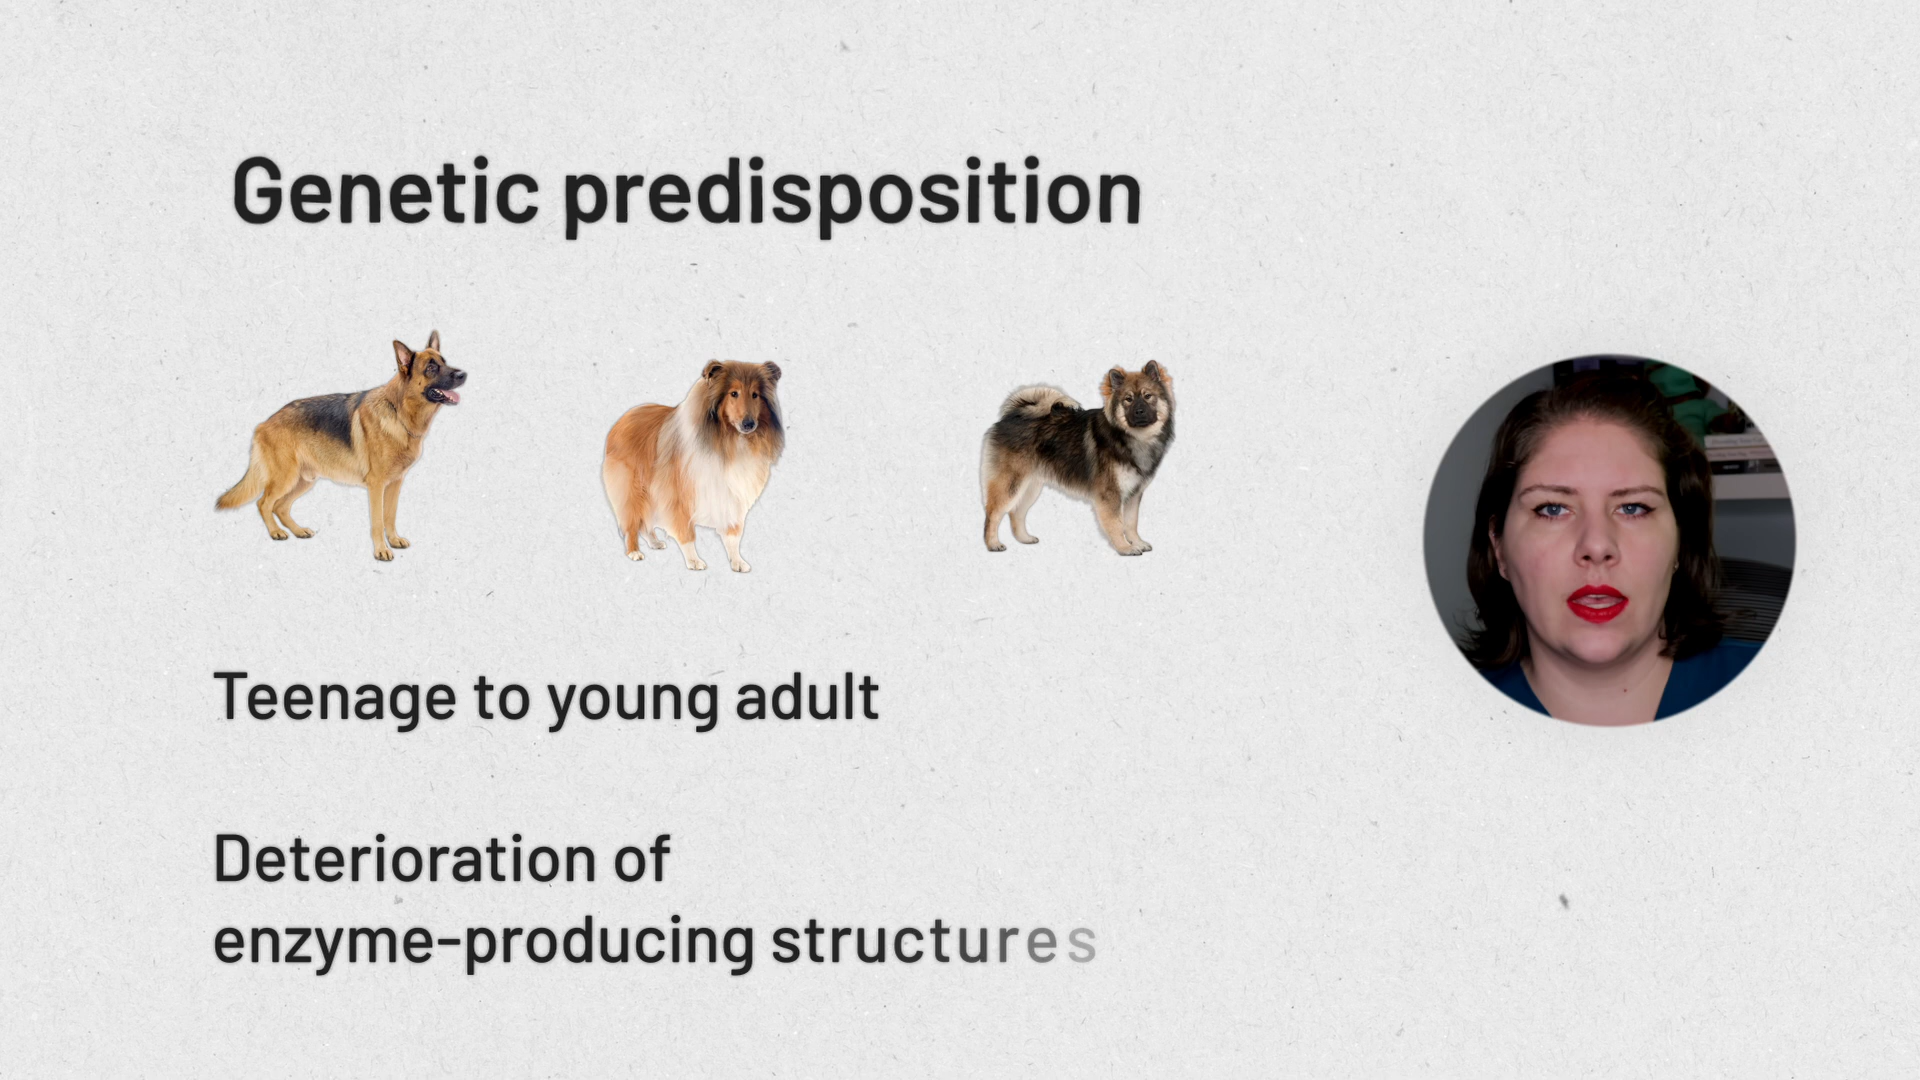 Genetic predisposition
Teenage to young adult
Deterioration of
enzyme-producing structures